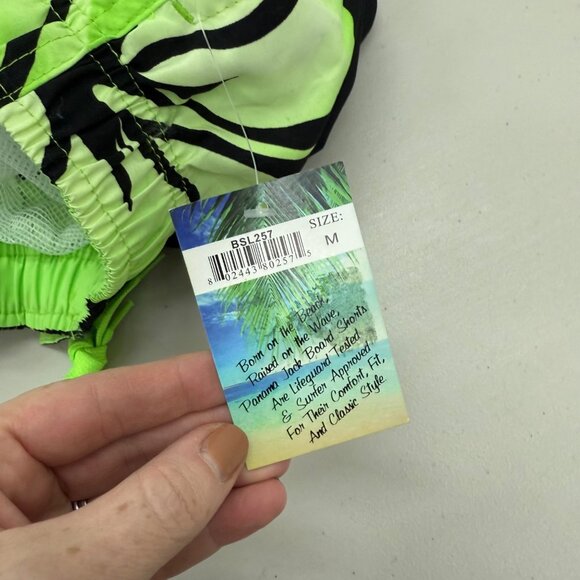 BSL257
SIZE:
M
8 02443 80257 5
Born on the Beach,
Raised on the Wave,
Panama Jack Board Shorts
Are Lifeguard Tested
& Surfer Approved
For Their Comfort, Fit,
And Classic Style